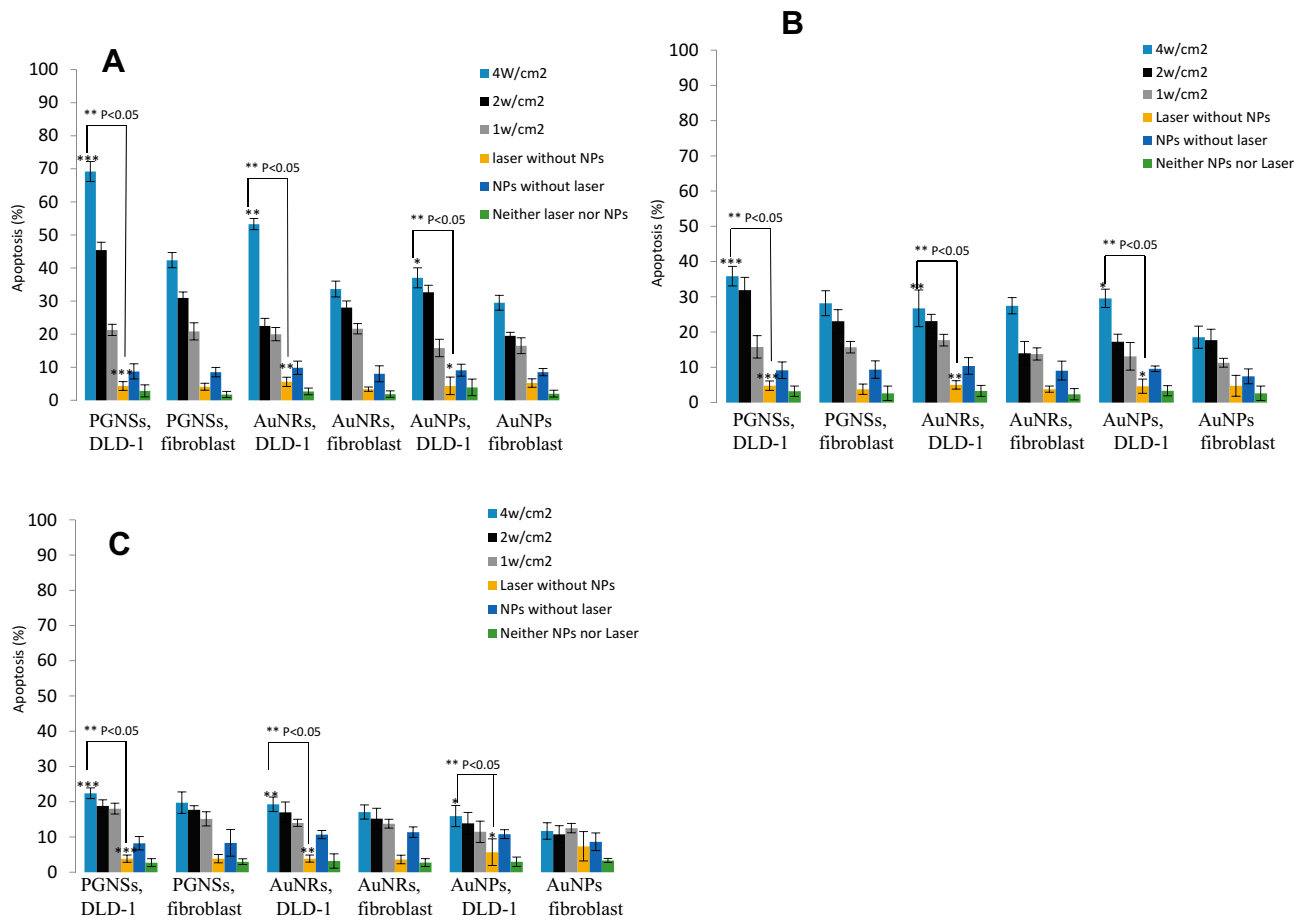 A
100
90
80
70
60
50
40
30
20
10
0
Apoptosis (%)
4W/cm2
2w/cm2
1w/cm2
laser without NPs
NPs without laser
Neither laser nor NPs
** P<0.05
** P<0.05
** P<0.05
***
***
**
**
*
*
PGNSs, PGNSs, AuNRs, AuNRs, AuNPs, AuNPs
DLD-1 fibroblast DLD-1 fibroblast DLD-1 fibroblast
B
100
90
80
70
60
50
40
30
20
10
0
Apoptosis (%)
4w/cm2
2w/cm2
1w/cm2
Laser without NPs
NPs without laser
Neither NPs nor Laser
** P<0.05
** P<0.05
** P<0.05
***
***
**
**
*
*
PGNSs, PGNSs, AuNRs, AuNRs, AuNPs, AuNPs
DLD-1 fibroblast DLD-1 fibroblast DLD-1 fibroblast
C
100
90
80
70
60
50
40
30
20
10
0
Apoptosis (%)
4w/cm2
2w/cm2
1w/cm2
Laser without NPs
NPs without laser
Neither NPs nor Laser
** P<0.05
** P<0.05
** P<0.05
***
***
**
**
*
*
PGNSs, PGNSs, AuNRs, AuNRs, AuNPs, AuNPs
DLD-1 fibroblast DLD-1 fibroblast DLD-1 fibroblast